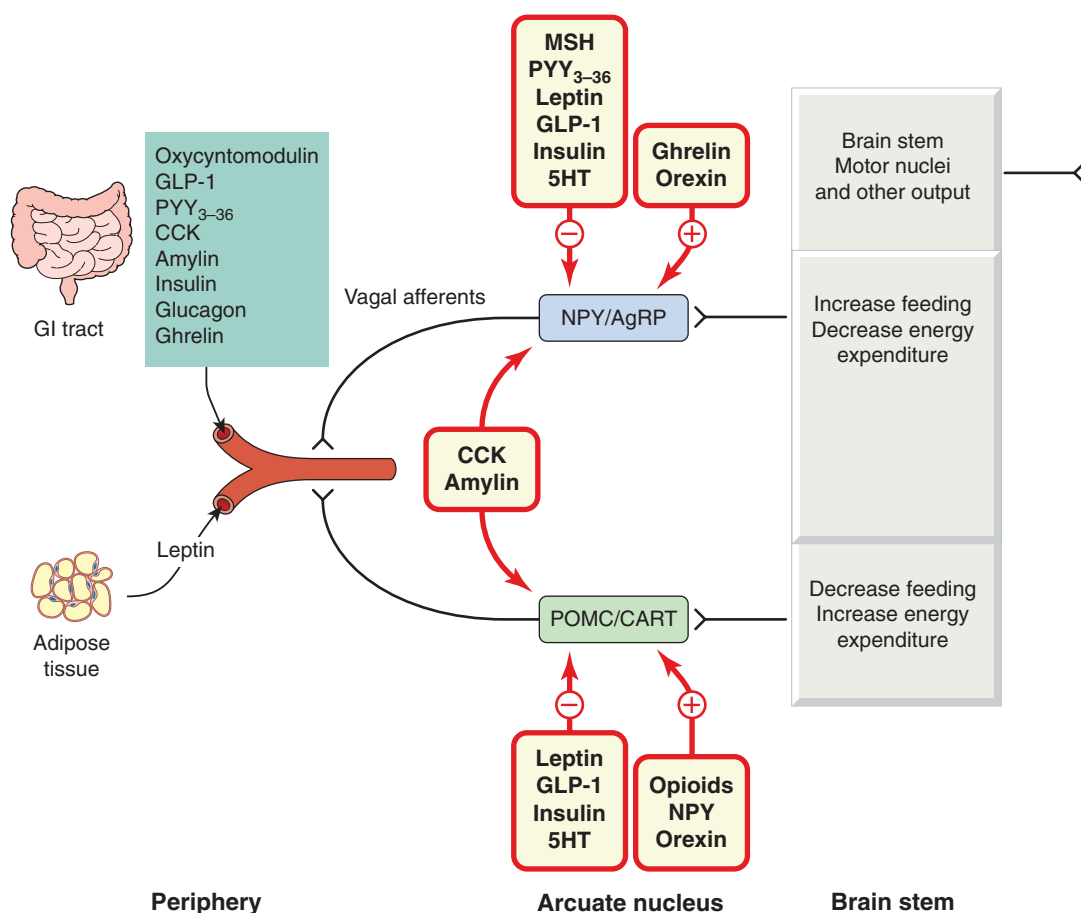 MSH
PYY3–36
Leptin
GLP-1
Insulin
5HT
Ghrelin
Orexin
−
+
Brain stem
Motor nuclei
and other output
Oxycyntomodulin
GLP-1
PYY3–36
CCK
Amylin
Insulin
Glucagon
Ghrelin
GI tract
Vagal afferents
NPY/AgRP
Increase feeding
Decrease energy
expenditure
CCK
Amylin
Leptin
Adipose
tissue
POMC/CART
Decrease feeding
Increase energy
expenditure
−
+
Leptin
GLP-1
Insulin
5HT
Opioids
NPY
Orexin
Periphery
Arcuate nucleus
Brain stem